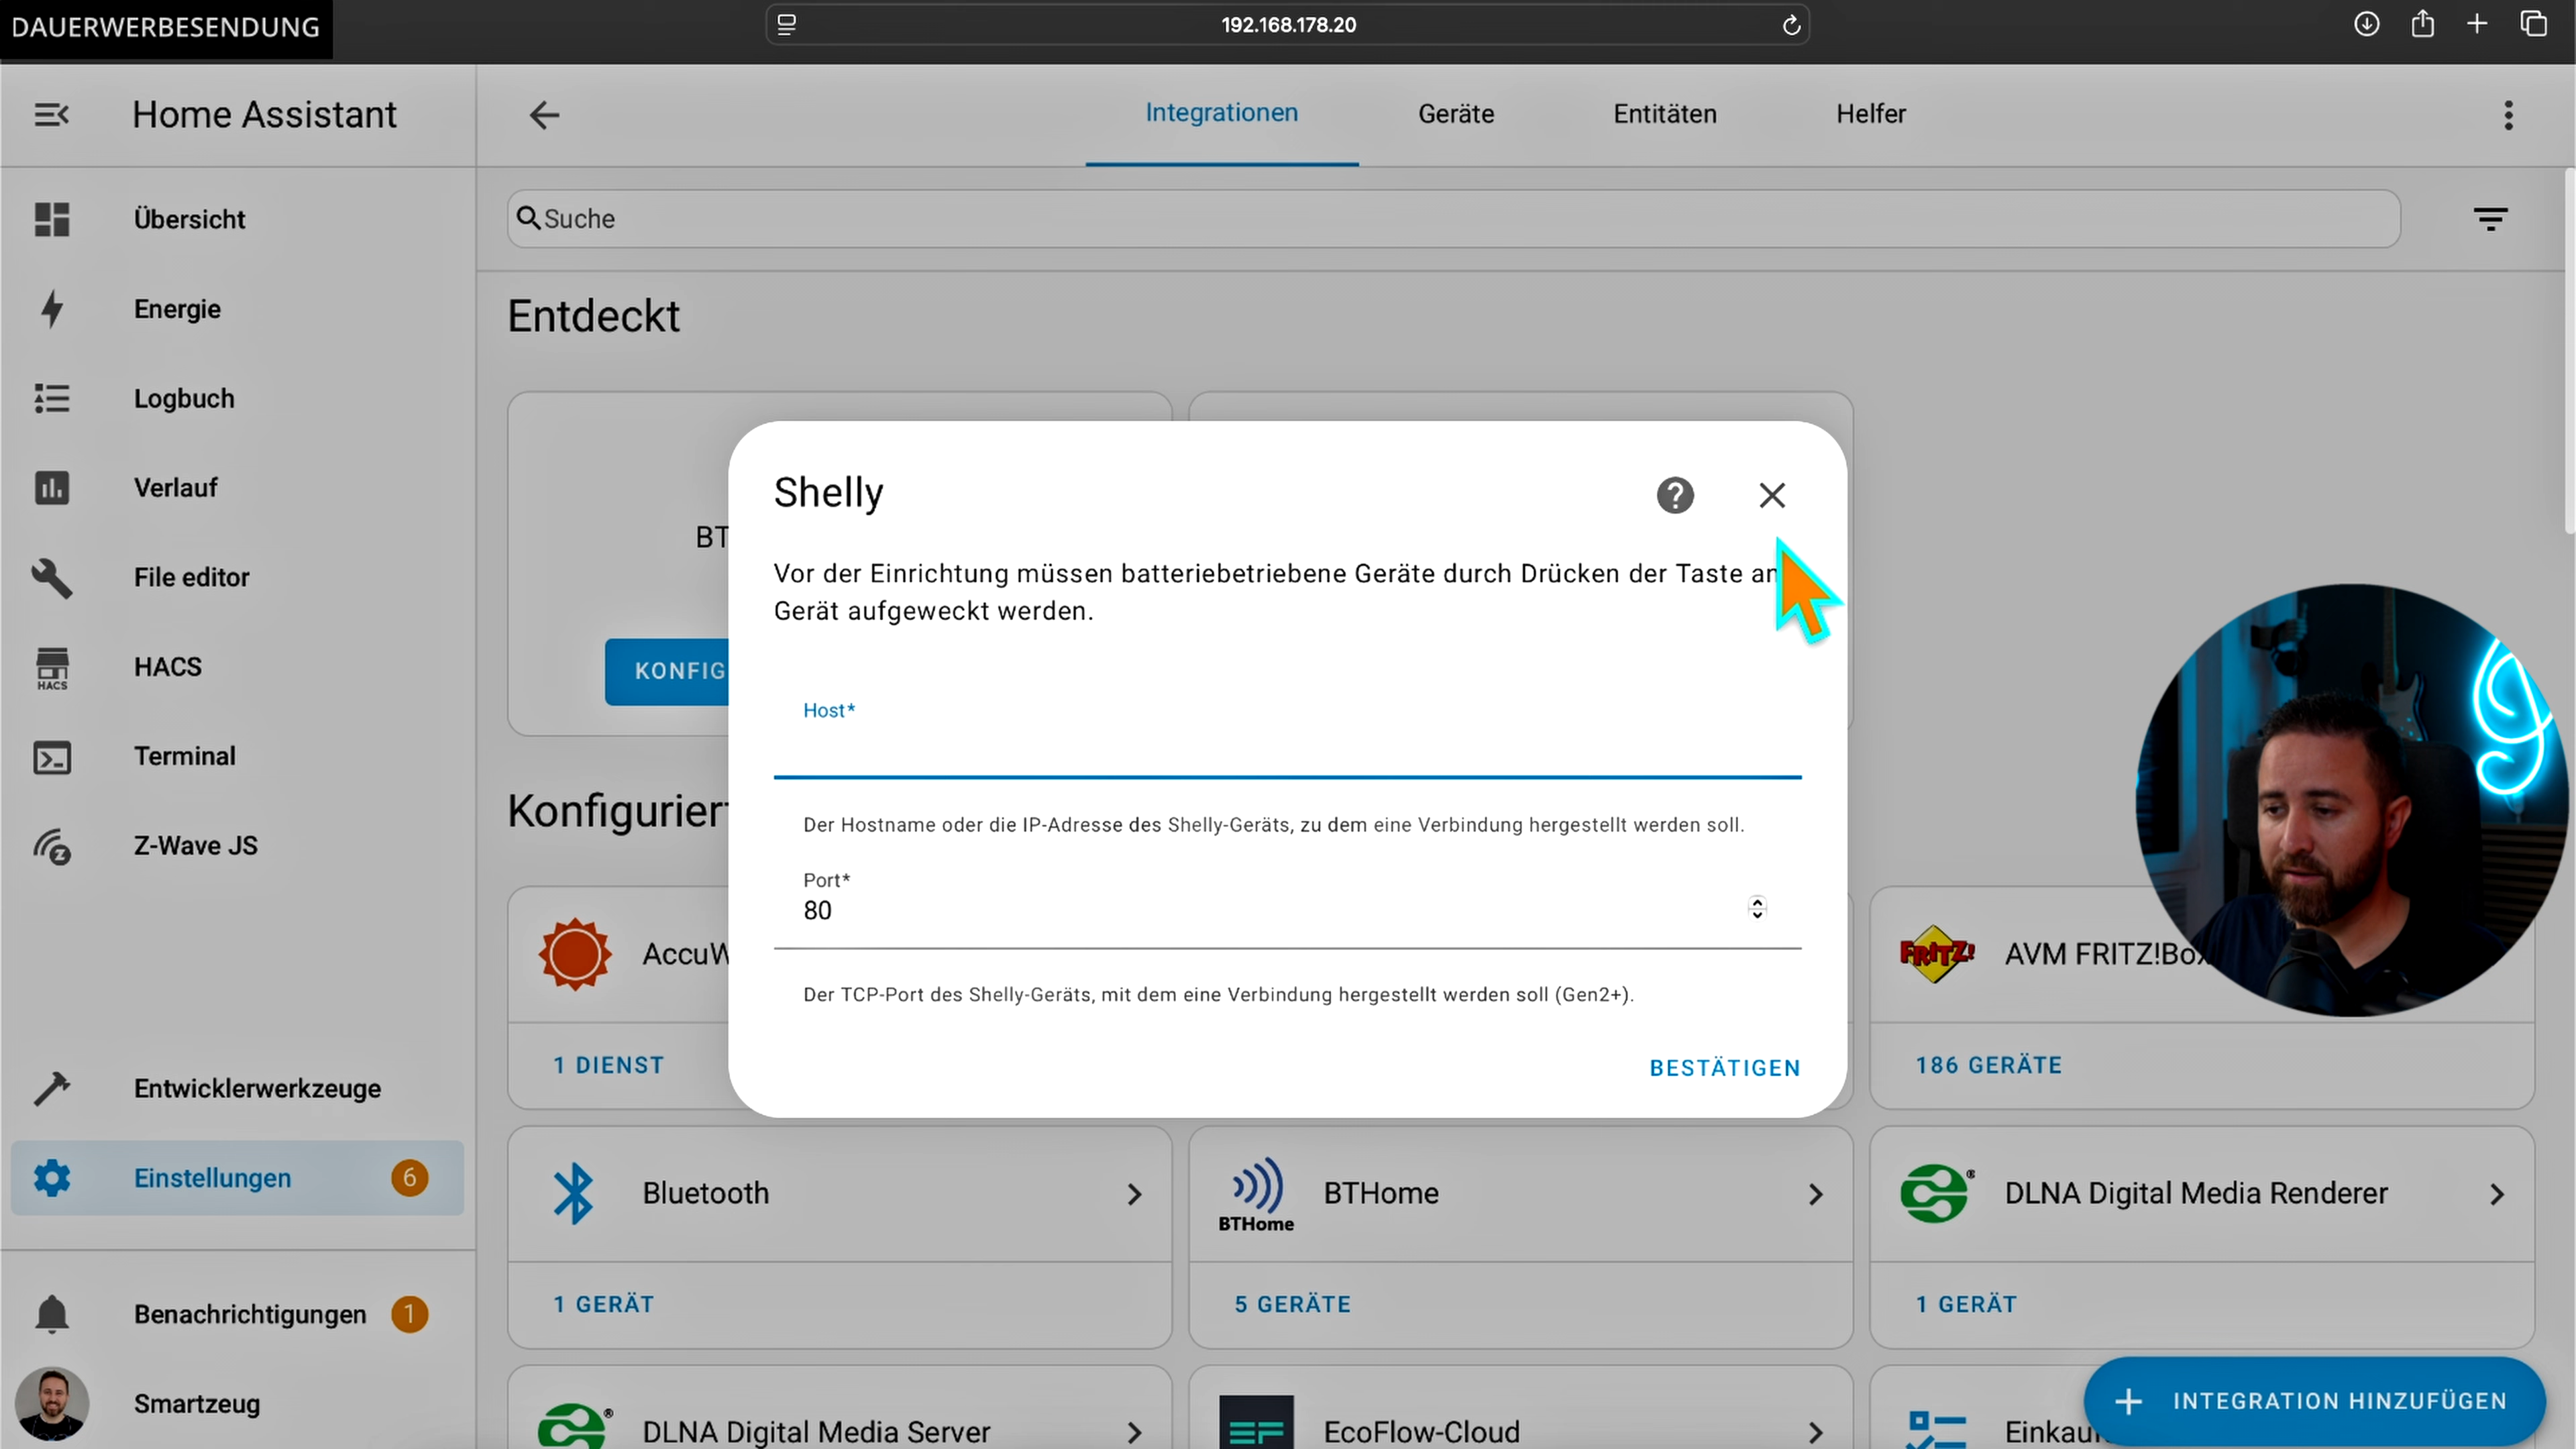 DAUERWERBESENDUNG
192.168.178.20
Home Assistant
Integrationen
Geräte
Entitäten
Helfer
Übersicht
Energie
Logbuch
Verlauf
File editor
HACS
HACS
Terminal
Z-Wave JS
Entwicklerwerkzeuge
Einstellungen
6
Benachrichtigungen
1
Smartzeug
Suche
Entdeckt
BT
KONFIG
Shelly
Vor der Einrichtung müssen batteriebetriebene Geräte durch Drücken der Taste an
Gerät aufgeweckt werden.
Host*
Der Hostname oder die IP-Adresse des Shelly-Geräts, zu dem eine Verbindung hergestellt werden soll.
Port*
80
Der TCP-Port des Shelly-Geräts, mit dem eine Verbindung hergestellt werden soll (Gen2+).
BESTÄTIGEN
Konfiguriert
AccuW
1 DIENST
FRITZ!
AVM FRITZ!Box
186 GERÄTE
Bluetooth
1 GERÄT
BTHome
BTHome
5 GERÄTE
DLNA Digital Media Renderer
1 GERÄT
DLNA Digital Media Server
EF
EcoFlow-Cloud
Einkau
INTEGRATION HINZUFÜGEN